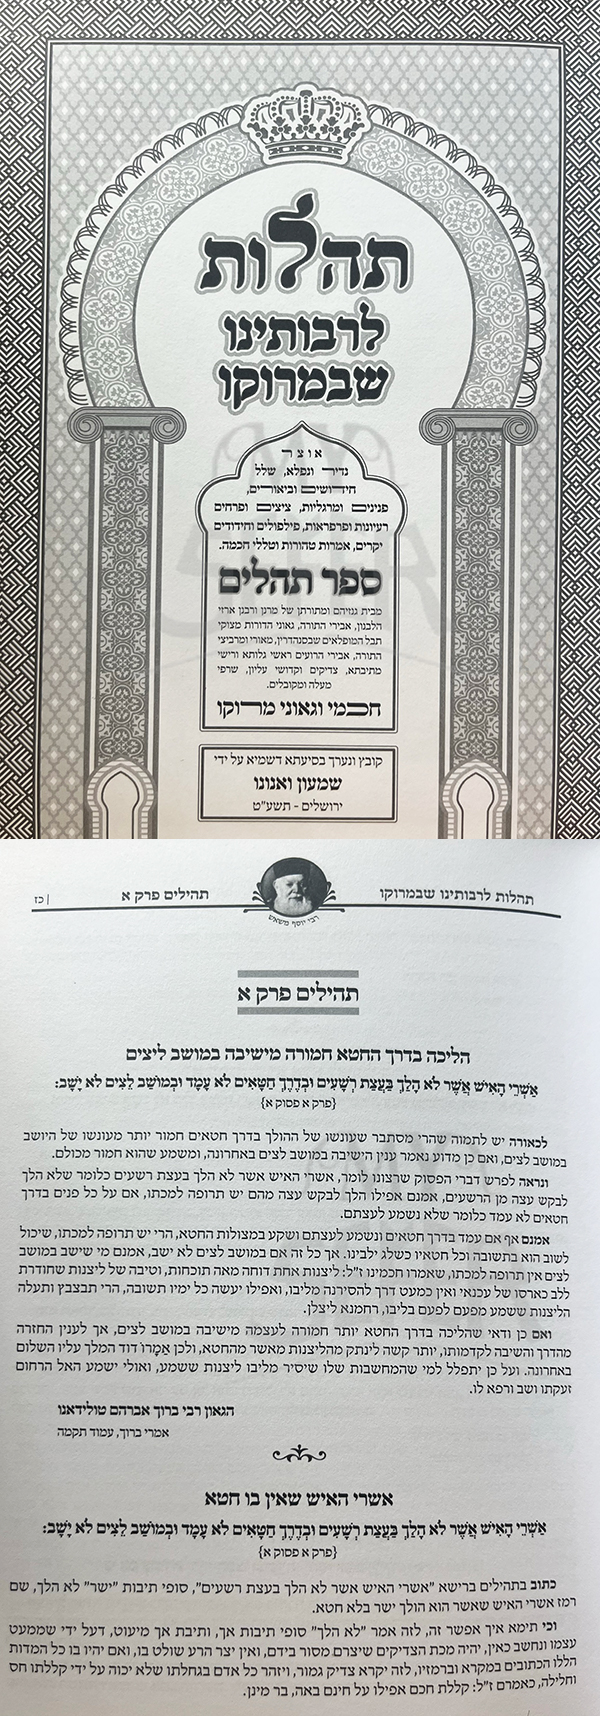 תהלות
לרבותינו
שבמרוקו
אוצר
נדיר ונפלא, שלל
חידושים וביאורים,
פנינים ומרגליות, ציצים ופרחים
רעיונות ופרפראות, פילפולים וחידודים
יקרים, אמרות טהורות וטללי חכמה.
ספר תהלים
מבית גנזיהם ומתורתן של מרנן ורבנן ארזי
הלבנון, אבירי התורה, גאוני הדורות מצוקי
תבל המופלאים שבסנהדרין, מאורי ומרביצי
התורה, אבירי הרועים ראשי גלותא ורישי
מתיבתא, צדיקים וקדושי עליון, שרפי
מעלה ומקובלים.
חכמי וגאוני מרוקו
קובץ ונערך בסיעתא דשמיא על ידי
שמעון ואנונו
ירושלים - תשע"ט
תהלות לרבותינו שבמרוקו
תהילים פרק א
| כז
רבי יוסף משאש
תהילים פרק א
הליכה בדרך החטא חמורה מישיבה במושב ליצים
אַשְׁרֵי הָאִישׁ אֲשֶׁר לֹא הָלַךְ בַּעֲצַת רְשָׁעִים וּבְדֶרֶךְ חַטָּאִים לֹא עָמָד וּבְמוֹשַׁב לֵצִים לֹא יָשָׁב:
{פרק א פסוק א}
לכאורה יש לתמוה שהרי מסתבר שעונשו של ההולך בדרך חטאים חמור יותר מעונשו של היושב
במושב לצים, ואם כן מדוע נאמר ענין הישיבה במושב לצים באחרונה, ומשמע שהוא חמור מכולם.
ונראה לפרש דברי הפסוק שרצונו לומר, אשרי האיש אשר לא הלך בעצת רשעים כלומר שלא הלך
לבקש עצה מן הרשעים, אמנם אפילו הלך לבקש עצה מהם יש תרופה למכתו, אם על כל פנים בדרך
חטאים לא עמד כלומר שלא נשמע לעצתם.
אמנם אף אם עמד בדרך חטאים ונשמע לעצתם ושקע במצולות החטא, הרי יש תרופה למכתו, שיכול
לשוב הוא בתשובה וכל חטאיו כשלג ילבינו. אך כל זה אם במושב לצים לא ישב, אמנם מי שישב במושב
לצים אין תרופה למכתו, שאמרו חכמינו ז"ל: ליצנות אחת דוחה מאה תוכחות, וטיבה של ליצנות שחודרת
ללב כארסו של עכנאי ואין כמעט דרך להסירנה מליבו, ואפילו יעשה כל ימיו תשובה, הרי תבצבץ ותעלה
הליצנות ששמע מפעם לפעם בליבו, רחמנא ליצלן.
ואם כן ודאי שהליכה בדרך החטא יותר חמורה לעצמה מישיבה במושב לצים, אך לענין החזרה
מהדרך והשיבה לקדמותו, יותר קשה לינתק מהליצנות מאשר מהחטא, ולכן אֲמָרוֹ דוד המלך עליו השלום
באחרונה. ועל כן יתפלל למי שהמחשבות שלו שיסיר מליבו ליצנות ששמע, ואולי ישמע האל הרחום
זעקתו ושב ורפא לו.
הגאון רבי ברוך אברהם טולידאנו
אמרי ברוך, עמוד תקמה
אשרי האיש שאין בו חטא
אַשְׁרֵי הָאִישׁ אֲשֶׁר לֹא הָלַךְ בַּעֲצַת רְשָׁעִים וּבְדֶרֶךְ חַטָּאִים לֹא עָמָד וּבְמוֹשַׁב לֵצִים לֹא יָשָׁב:
{פרק א פסוק א}
כתוב בתהילים ברישא "אשרי האיש אשר לא הלך בעצת רשעים", סופי תיבות "ישר" לא הלך, שם
רמז אשרי האיש שאשר הוא הולך ישר בלא חטא.
וכי תימא איך אפשר זה, לזה אמר "לא הלך" סופי תיבות אך, ותיבת אך מיעוט, דעל ידי שממעט
עצמו ונחשב כאין, יהיה מכת הצדיקים שיצרם מסור בידם, ואין יצר הרע שולט בו, ואם יהיו בו כל המדות
הללו הכתובים במקרא וברמזיו, לזה יקרא צדיק גמור, ויזהר כל אדם בגחלתו שלא יכוה על ידי קללתו חס
וחלילה, כאמרם ז"ל: קללת חכם אפילו על חינם באה, בר מינן.